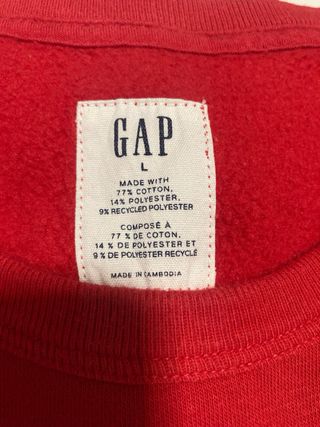 GAP
L
MADE WITH
77% COTTON,
14% POLYESTER,
9% RECYCLED POLYESTER
COMPOSÉ À
77 % DE COTON,
14 % DE POLYESTER ET
9 % DE POLYESTER RECYCLÉ
MADE IN CAMBODIA